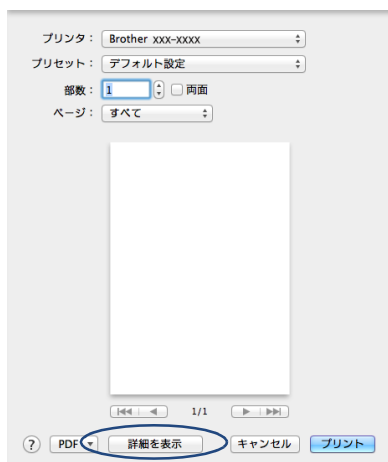 プリンタ： Brother xxx-xxxx
プリセット： デフォルト設定
部数： 1 両面
ページ： すべて
1/1
? PDF 詳細を表示 キャンセル プリント